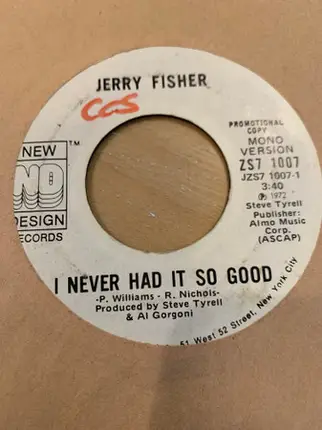 JERRY FISHER
CCS
NEW
TM
ND
DESIGN
RECORDS
PROMOTIONAL
COPY
MONO
VERSION
ZS7 1007
JZS7 1007-1
3:40
℗ 1972
Steve Tyrell
Publisher:
Almo Music
Corp.
(ASCAP)
I NEVER HAD IT SO GOOD
-P. Williams - R. Nichols-
Produced by Steve Tyrell
& Al Gorgoni
51 West 52 Street, New York City